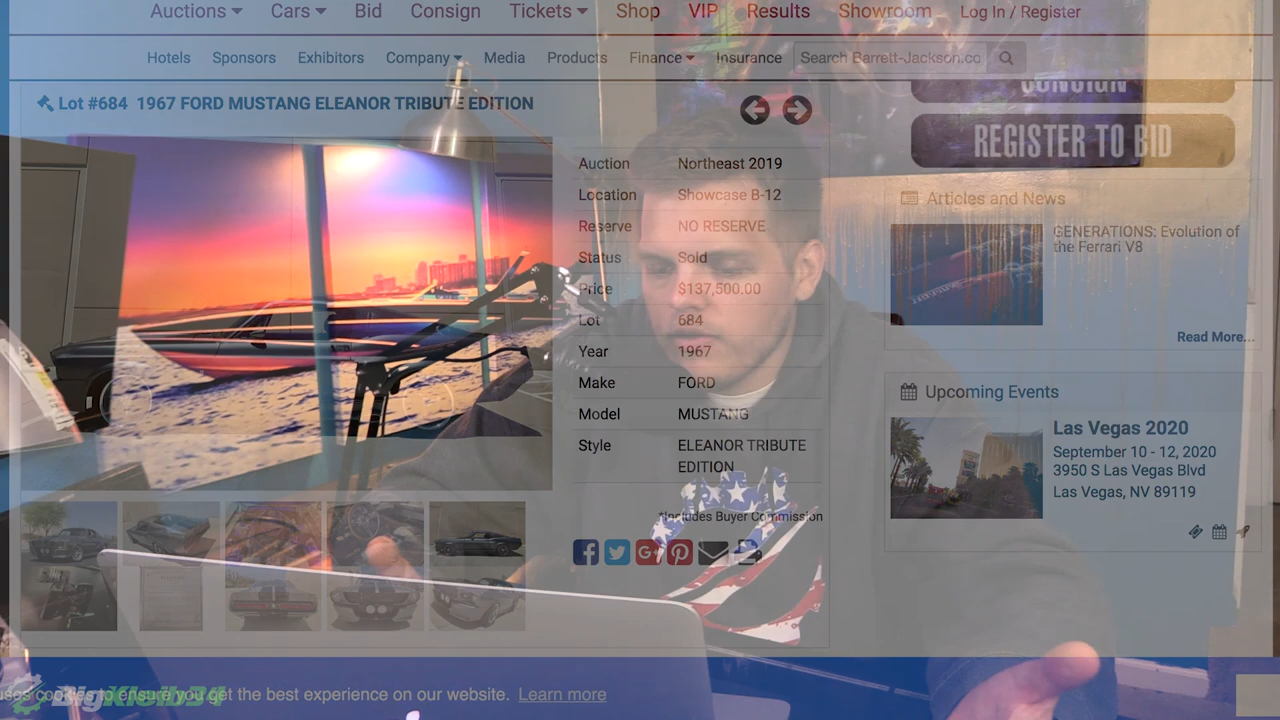 Auctions Cars Bid Consign Tickets Shop VIP Results Showroom Log In / Register
Hotels Sponsors Exhibitors Company Media Products Finance Insurance Search Barrett-Jackson.co
Lot #684 1967 FORD MUSTANG ELEANOR TRIBUTE EDITION
CONSIGN
REGISTER TO BID
Auction Northeast 2019
Location Showcase B-12
Reserve NO RESERVE
Status Sold
Price $137,500.00
Lot 684
Year 1967
Make FORD
Model MUSTANG
Style ELEANOR TRIBUTE
EDITION
*Includes Buyer Commission
Articles and News
GENERATIONS: Evolution of
the Ferrari V8
Read More...
Upcoming Events
Las Vegas 2020
September 10 - 12, 2020
3950 S Las Vegas Blvd
Las Vegas, NV 89119
uses cookies to ensure you get the best experience on our website. Learn more
BigKleib34